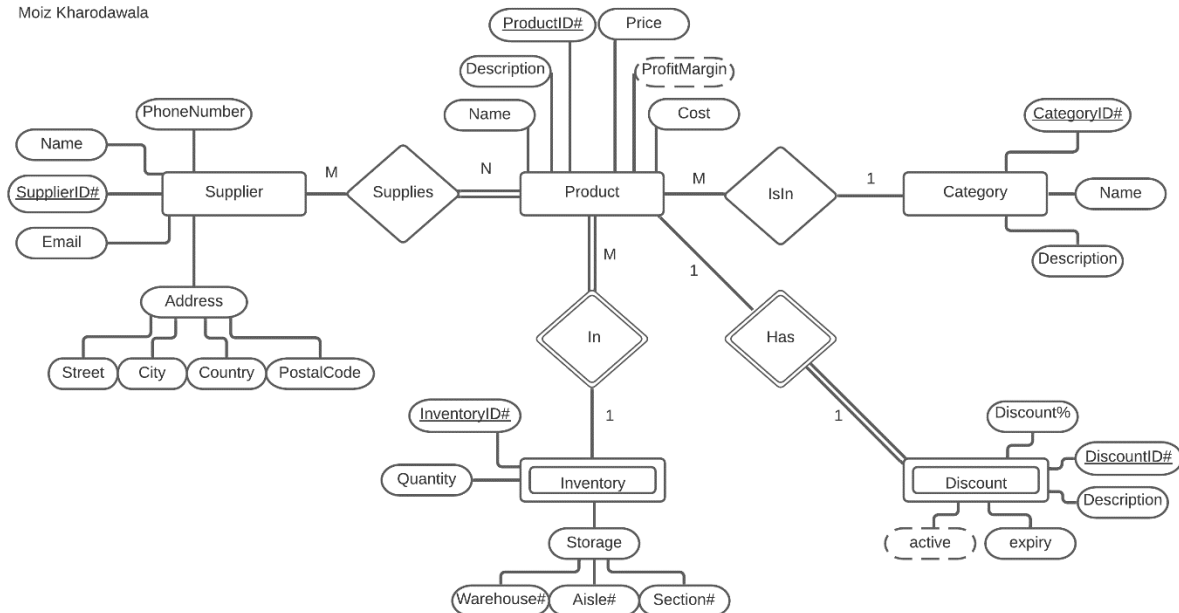 Moiz Kharodawala
ProductID#
Price
Description
ProfitMargin
PhoneNumber
Name
Cost
CategoryID#
Name
SupplierID#
Supplier
M
Supplies
N
Product
M
IsIn
1
Category
Name
Email
Description
M
1
Address
In
Has
Street
City
Country
PostalCode
InventoryID#
1
1
Discount%
DiscountID#
Quantity
Inventory
Discount
Description
Storage
active
expiry
Warehouse#
Aisle#
Section#